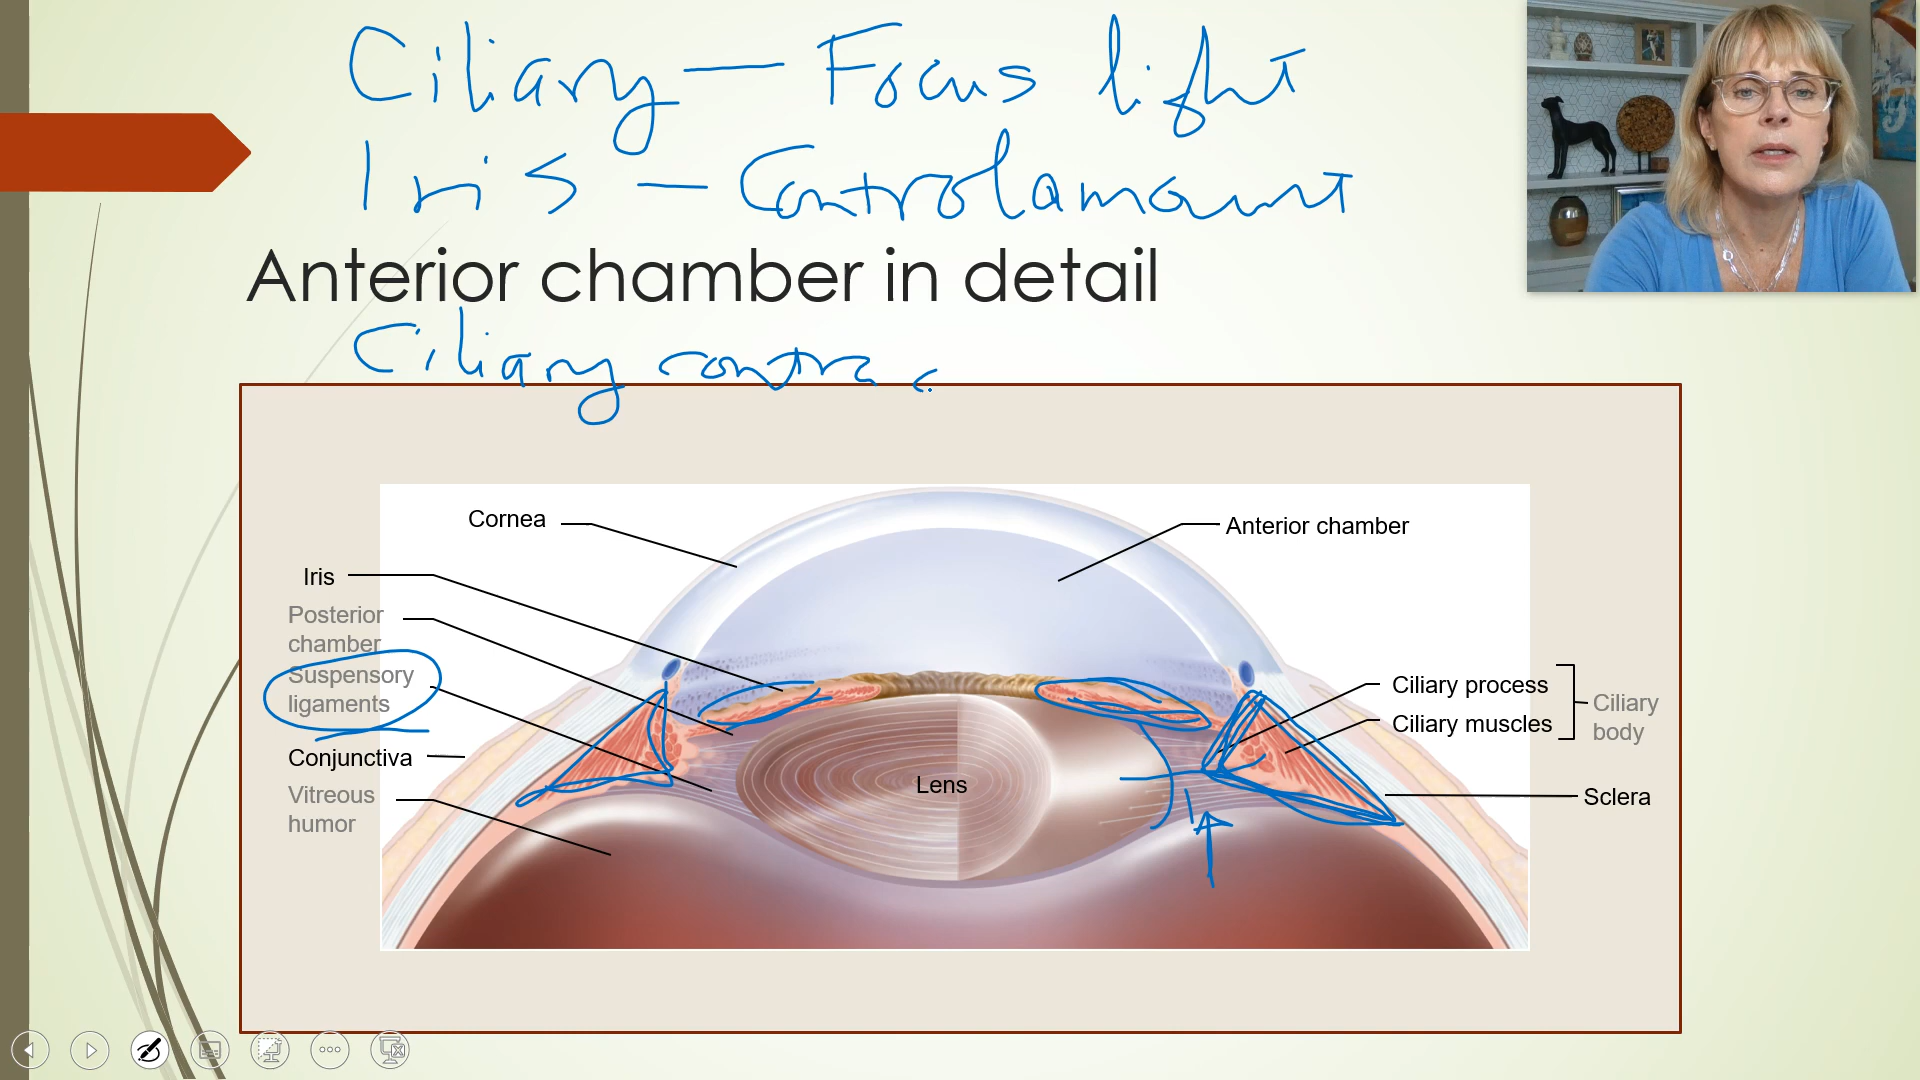 Ciliary — Focus light
Iris — Control amount
Anterior chamber in detail
Ciliary contrac
Cornea
Anterior chamber
Iris
Posterior
chamber
Suspensory
ligaments
Conjunctiva
Vitreous
humor
Lens
Ciliary process
Ciliary muscles
Ciliary
body
Sclera